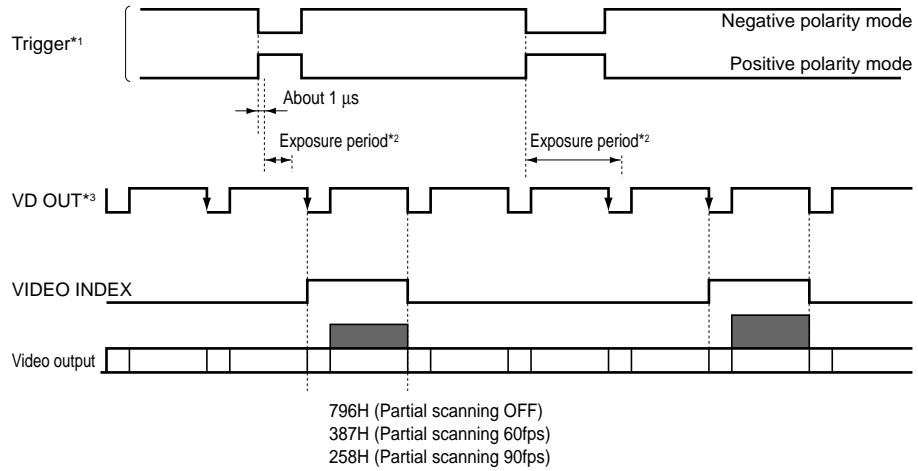 Negative polarity mode
Trigger*1
Positive polarity mode
About 1 μs
Exposure period*2 Exposure period*2
VD OUT*3
VIDEO INDEX
Video output
796H (Partial scanning OFF)
387H (Partial scanning 60fps)
258H (Partial scanning 90fps)